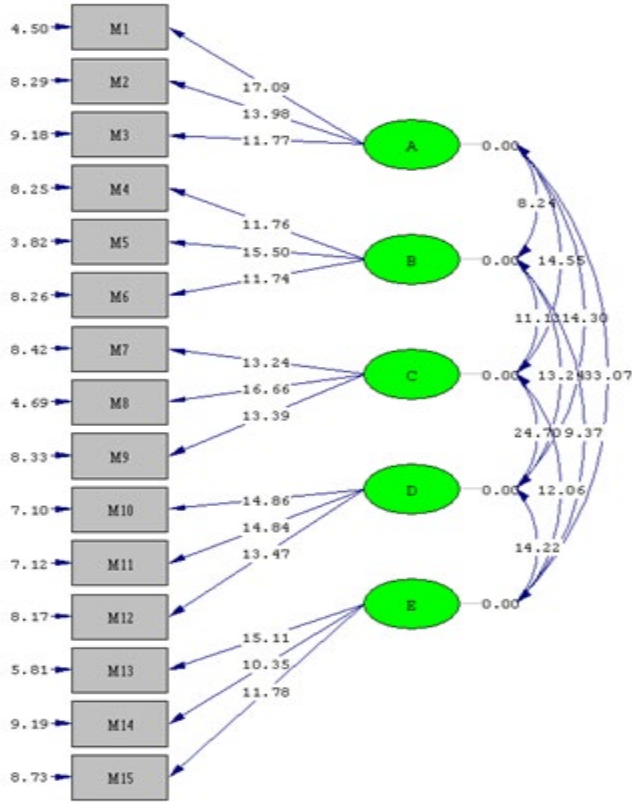 4.50 M1
8.29 M2
17.09
13.98
9.18 M3
11.77
A 0.00
8.25 M4
8.24
11.76
3.82 M5
15.50
B 0.00 14.55
11.74
8.26 M6
11.13 14.30
8.42 M7
13.24
C 0.00 13.24 33.07
16.66
4.69 M8
13.39
24.70 9.37
8.33 M9
D 0.00 12.06
14.86
7.10 M10
14.84
13.47
14.22
7.12 M11
E 0.00
8.17 M12
15.11
10.35
5.81 M13
11.78
9.19 M14
8.73 M15